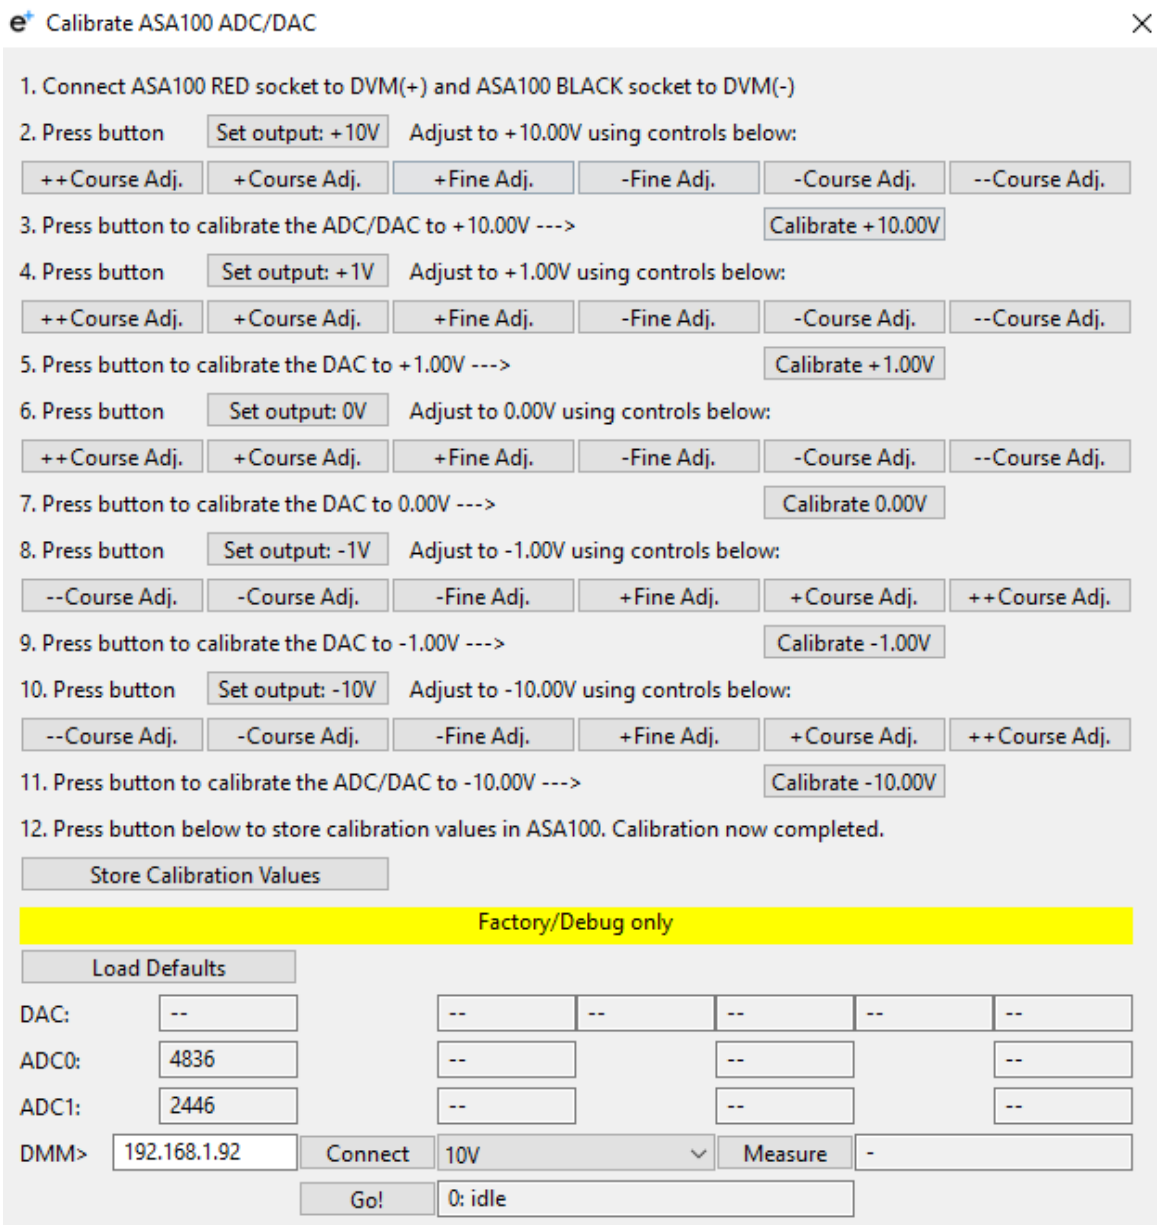 e+ Calibrate ASA100 ADC/DAC
1. Connect ASA100 RED socket to DVM(+) and ASA100 BLACK socket to DVM(-)
2. Press button Set output: +10V Adjust to +10.00V using controls below:
++Course Adj. +Course Adj. +Fine Adj. -Fine Adj. -Course Adj. --Course Adj.
3. Press button to calibrate the ADC/DAC to +10.00V ---> Calibrate +10.00V
4. Press button Set output: +1V Adjust to +1.00V using controls below:
++Course Adj. +Course Adj. +Fine Adj. -Fine Adj. -Course Adj. --Course Adj.
5. Press button to calibrate the DAC to +1.00V ---> Calibrate +1.00V
6. Press button Set output: 0V Adjust to 0.00V using controls below:
++Course Adj. +Course Adj. +Fine Adj. -Fine Adj. -Course Adj. --Course Adj.
7. Press button to calibrate the DAC to 0.00V ---> Calibrate 0.00V
8. Press button Set output: -1V Adjust to -1.00V using controls below:
--Course Adj. -Course Adj. -Fine Adj. +Fine Adj. +Course Adj. ++Course Adj.
9. Press button to calibrate the DAC to -1.00V ---> Calibrate -1.00V
10. Press button Set output: -10V Adjust to -10.00V using controls below:
--Course Adj. -Course Adj. -Fine Adj. +Fine Adj. +Course Adj. ++Course Adj.
11. Press button to calibrate the ADC/DAC to -10.00V ---> Calibrate -10.00V
12. Press button below to store calibration values in ASA100. Calibration now completed.
Store Calibration Values
Factory/Debug only
Load Defaults
DAC: -- -- -- -- -- --
ADC0: 4836 -- -- --
ADC1: 2446 -- -- --
DMM> 192.168.1.92 Connect 10V Measure -
Go! 0: idle